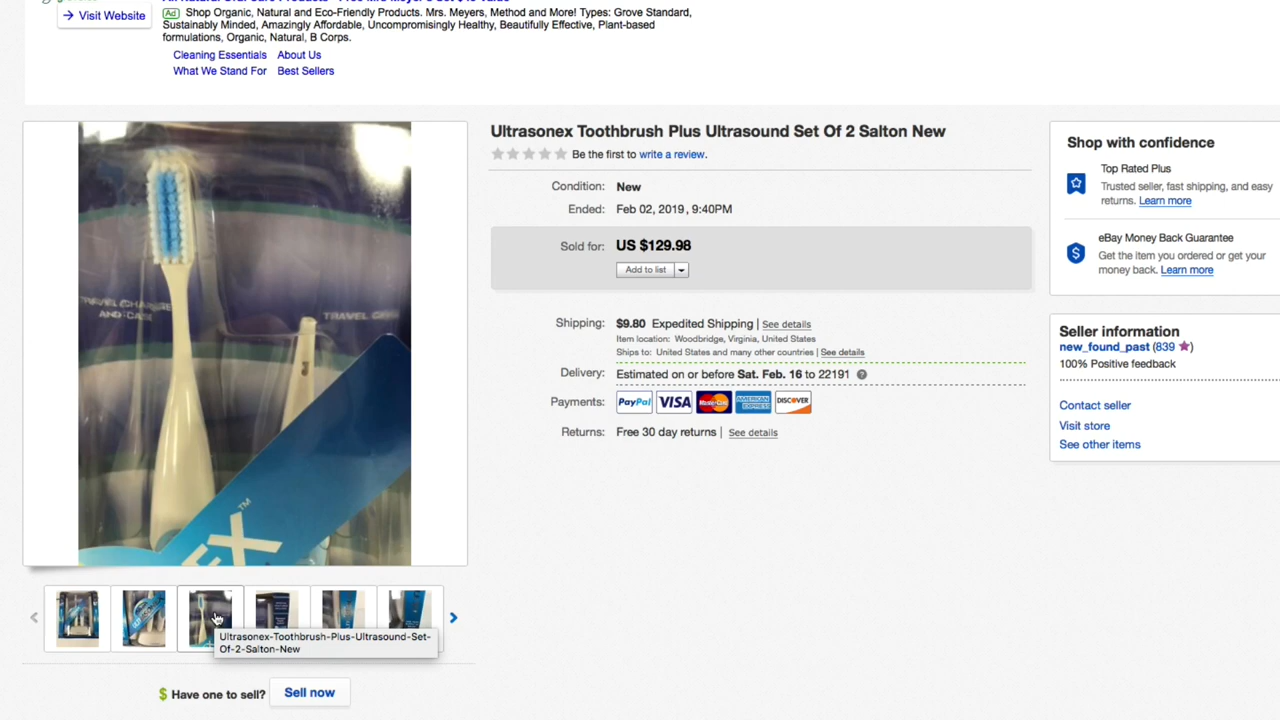 → Visit Website
Ad Shop Organic, Natural and Eco-Friendly Products. Mrs. Meyers, Method and More! Types: Grove Standard,
Sustainably Minded, Amazingly Affordable, Uncompromisingly Healthy, Beautifully Effective, Plant-based
formulations, Organic, Natural, B Corps.
Cleaning Essentials About Us
What We Stand For Best Sellers
TRAVEL CHARGER
AND CASE
TRAVEL
EX™
Ultrasonex Toothbrush Plus Ultrasound Set Of 2 Salton New
Be the first to write a review.
Condition: New
Ended: Feb 02, 2019 , 9:40PM
Sold for: US $129.98
Add to list
Shipping: $9.80 Expedited Shipping | See details
Item location: Woodbridge, Virginia, United States
Ships to: United States and many other countries | See details
Delivery: Estimated on or before Sat. Feb. 16 to 22191 ?
Payments: PayPal VISA MasterCard AMERICAN EXPRESS DISCOVER
Returns: Free 30 day returns | See details
Shop with confidence
Top Rated Plus
Trusted seller, fast shipping, and easy
returns. Learn more
eBay Money Back Guarantee
Get the item you ordered or get your
money back. Learn more
Seller information
new_found_past (839 ★)
100% Positive feedback
Contact seller
Visit store
See other items
Ultrasonex-Toothbrush-Plus-Ultrasound-Set-
Of-2-Salton-New
$ Have one to sell? Sell now